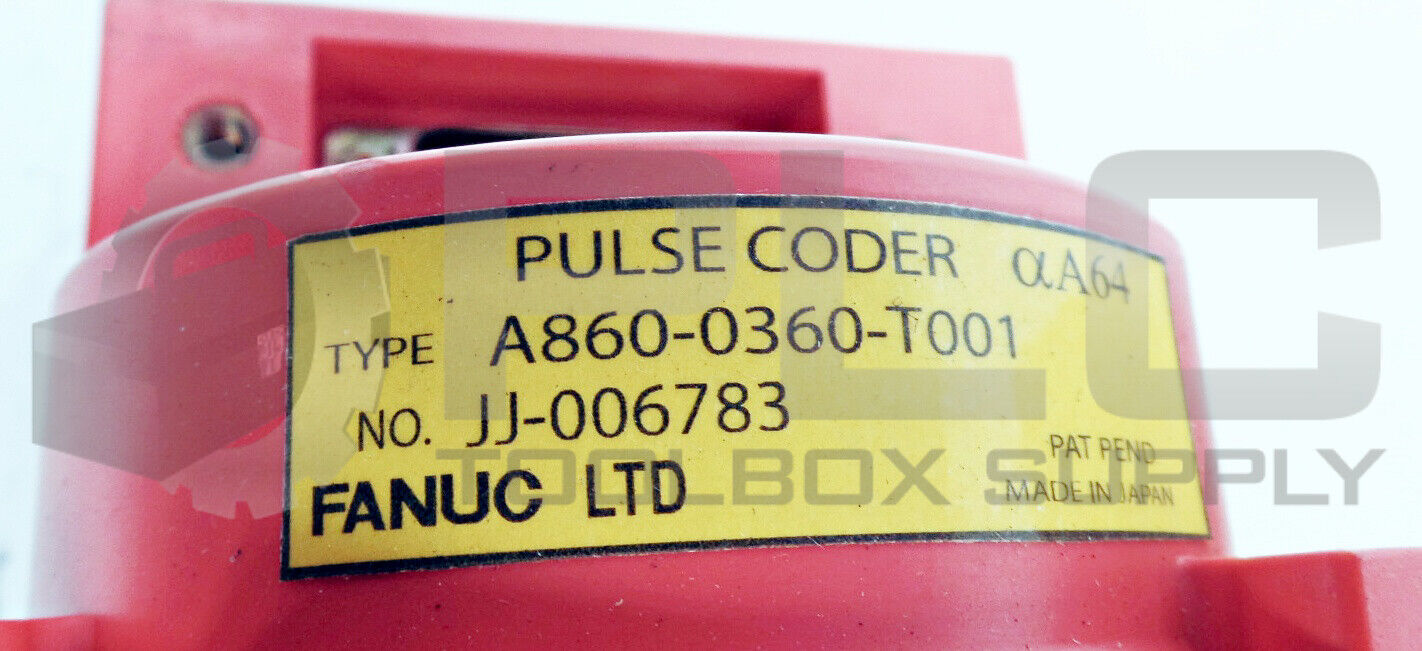 PULSE CODER αA64
TYPE A860-0360-T001
NO. JJ-006783
FANUC LTD
PAT PEND
MADE IN JAPAN
PLC
TOOLBOX SUPPLY